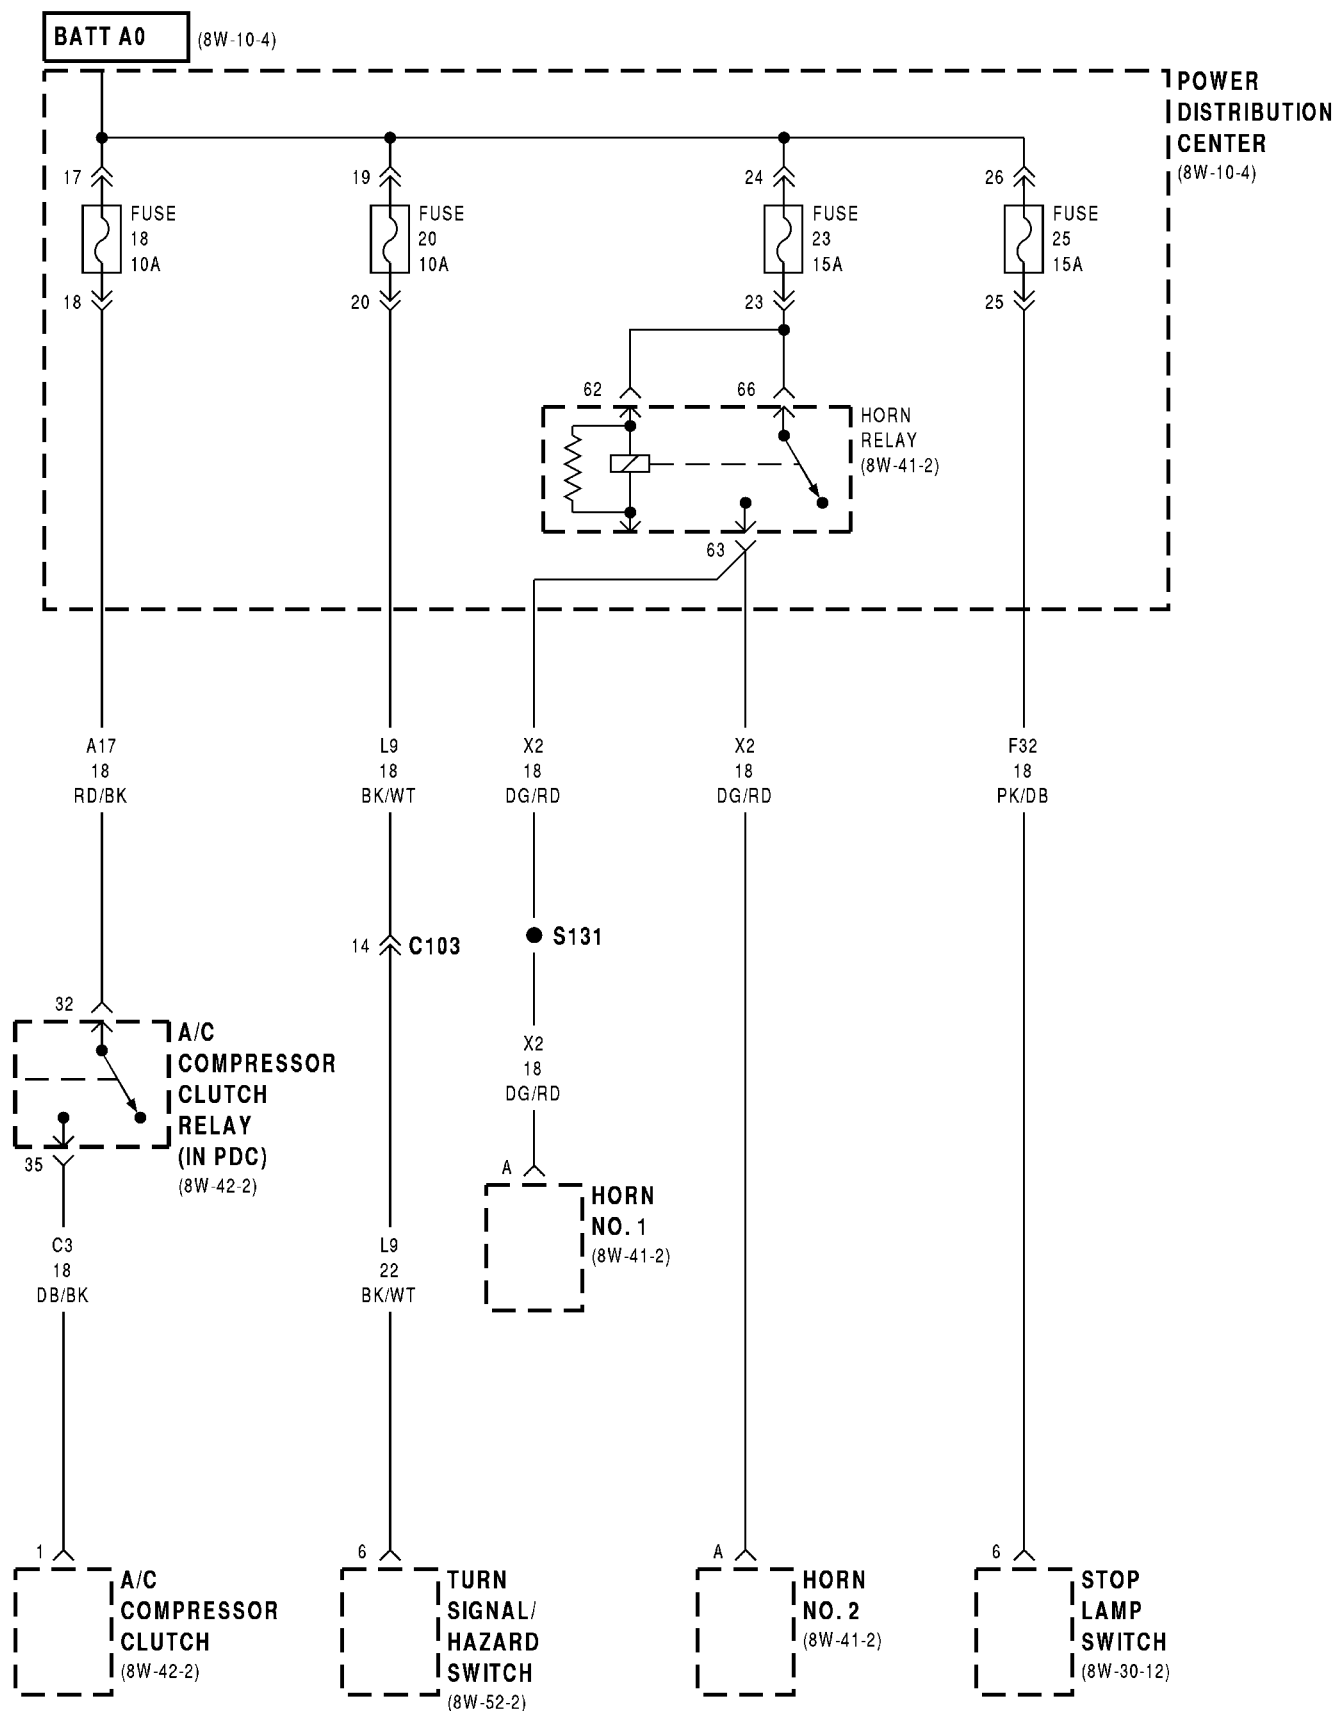 BATT A0
(8W-10-4)
POWER
DISTRIBUTION
CENTER
(8W-10-4)
17
FUSE
18
10A
18
19
FUSE
20
10A
20
24
FUSE
23
15A
23
26
FUSE
25
15A
25
62
66
HORN
RELAY
(8W-41-2)
63
A17
18
RD/BK
L9
18
BK/WT
X2
18
DG/RD
X2
18
DG/RD
F32
18
PK/DB
14
C103
S131
32
A/C
COMPRESSOR
CLUTCH
RELAY
(IN PDC)
(8W-42-2)
35
X2
18
DG/RD
A
HORN
NO. 1
(8W-41-2)
C3
18
DB/BK
L9
22
BK/WT
1
A/C
COMPRESSOR
CLUTCH
(8W-42-2)
6
TURN
SIGNAL/
HAZARD
SWITCH
(8W-52-2)
A
HORN
NO. 2
(8W-41-2)
6
STOP
LAMP
SWITCH
(8W-30-12)